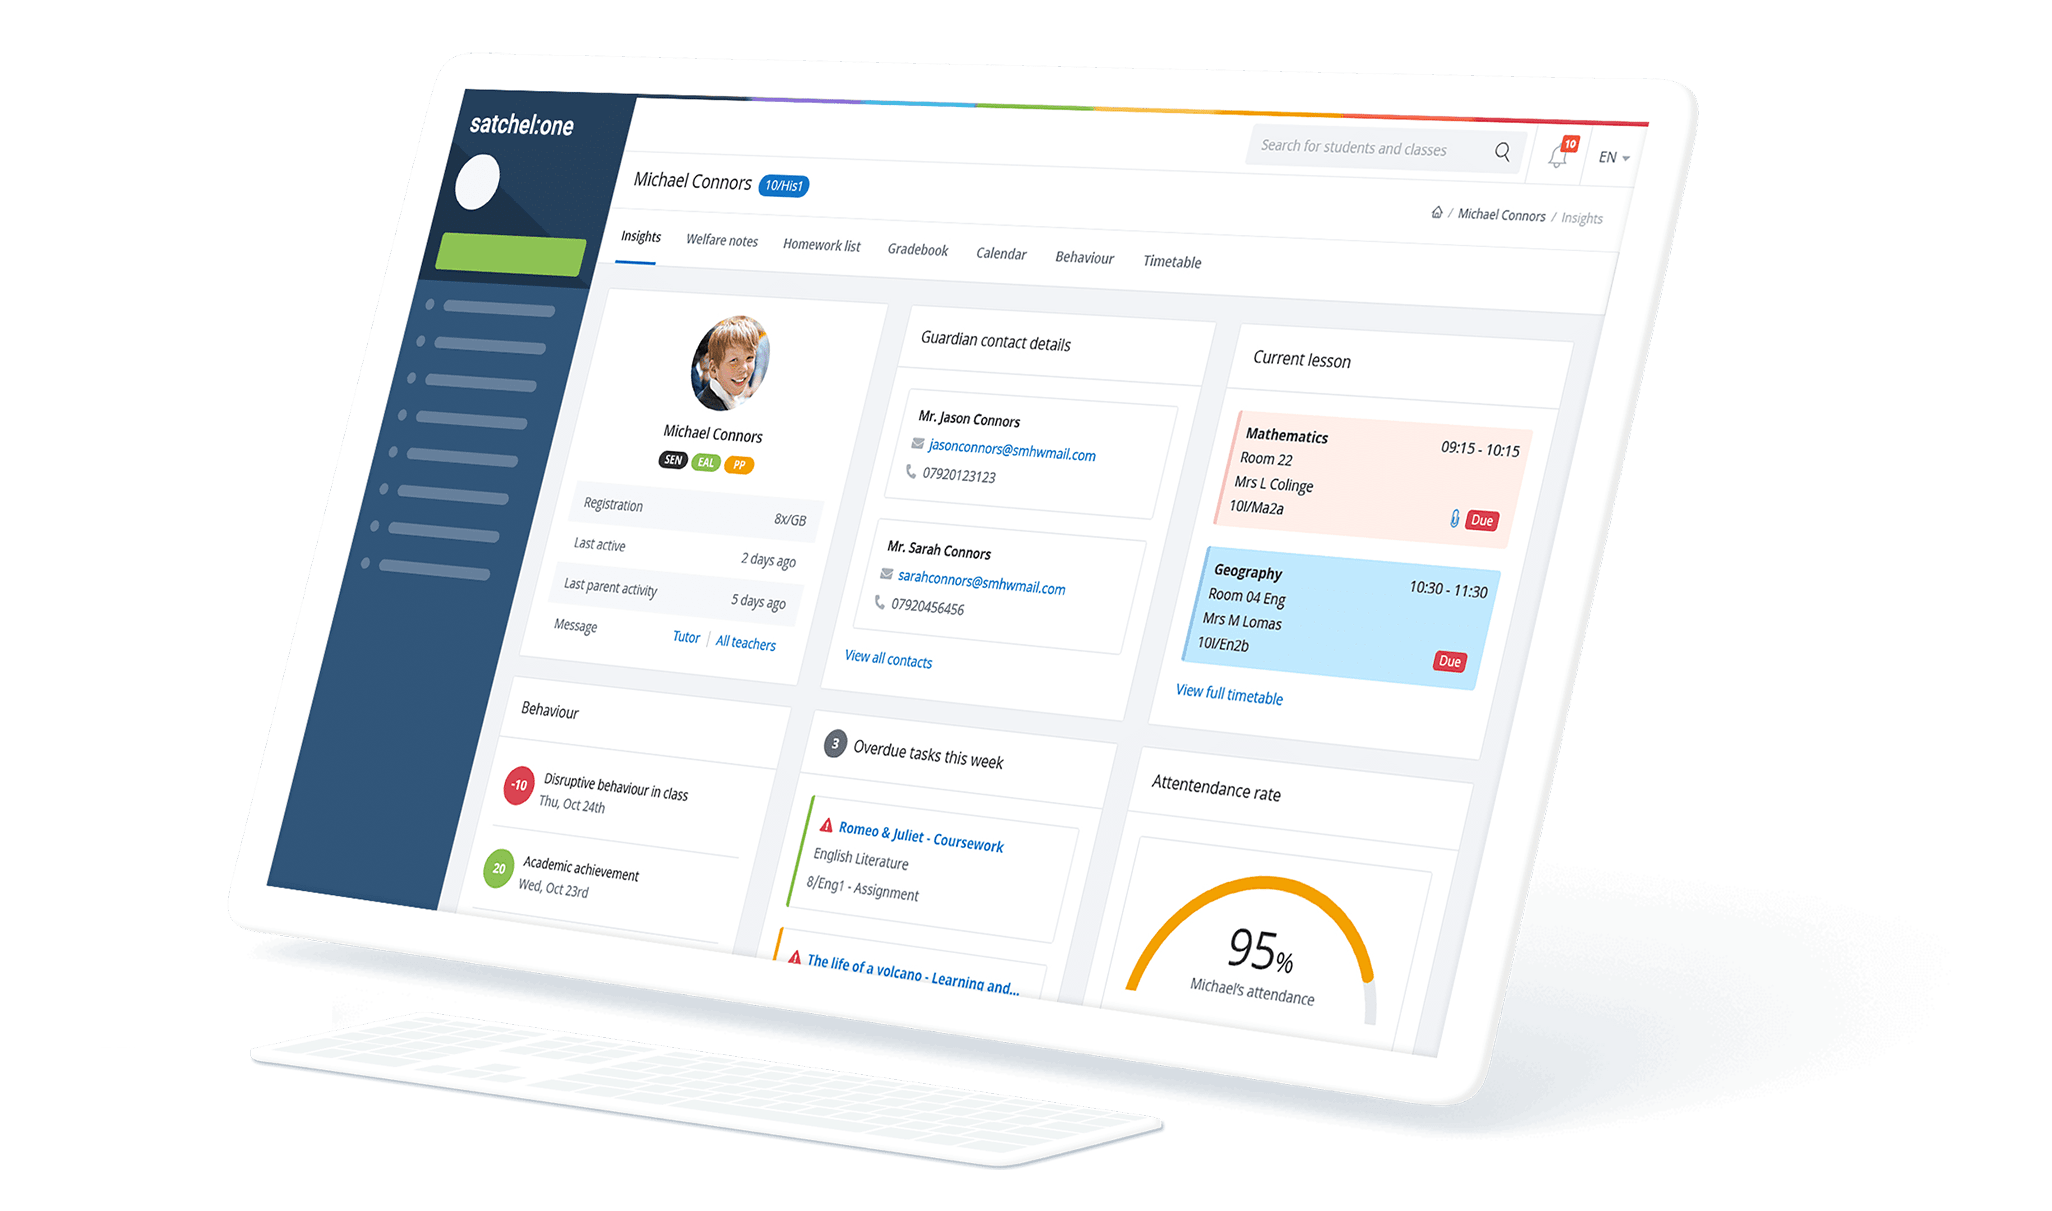 satchel:one
Search for students and classes
10
EN
Michael Connors 10/His1
/ Michael Connors / Insights
Insights Welfare notes Homework list Gradebook Calendar Behaviour Timetable
Michael Connors
SEN EAL PP
Registration 8x/GB
Last active 2 days ago
Last parent activity 5 days ago
Message Tutor | All teachers
Guardian contact details
Mr. Jason Connors
jasonconnors@smhwmail.com
07920123123
Mr. Sarah Connors
sarahconnors@smhwmail.com
07920456456
View all contacts
Current lesson
Mathematics 09:15 - 10:15
Room 22
Mrs L Colinge
10I/Ma2a
Due
Geography 10:30 - 11:30
Room 04 Eng
Mrs M Lomas
10I/En2b
Due
View full timetable
Behaviour
-10 Disruptive behaviour in class
Thu, Oct 24th
20 Academic achievement
Wed, Oct 23rd
3 Overdue tasks this week
Romeo & Juliet - Coursework
English Literature
8/Eng1 - Assignment
The life of a volcano - Learning and...
Attentendance rate
95%
Michael's attendance